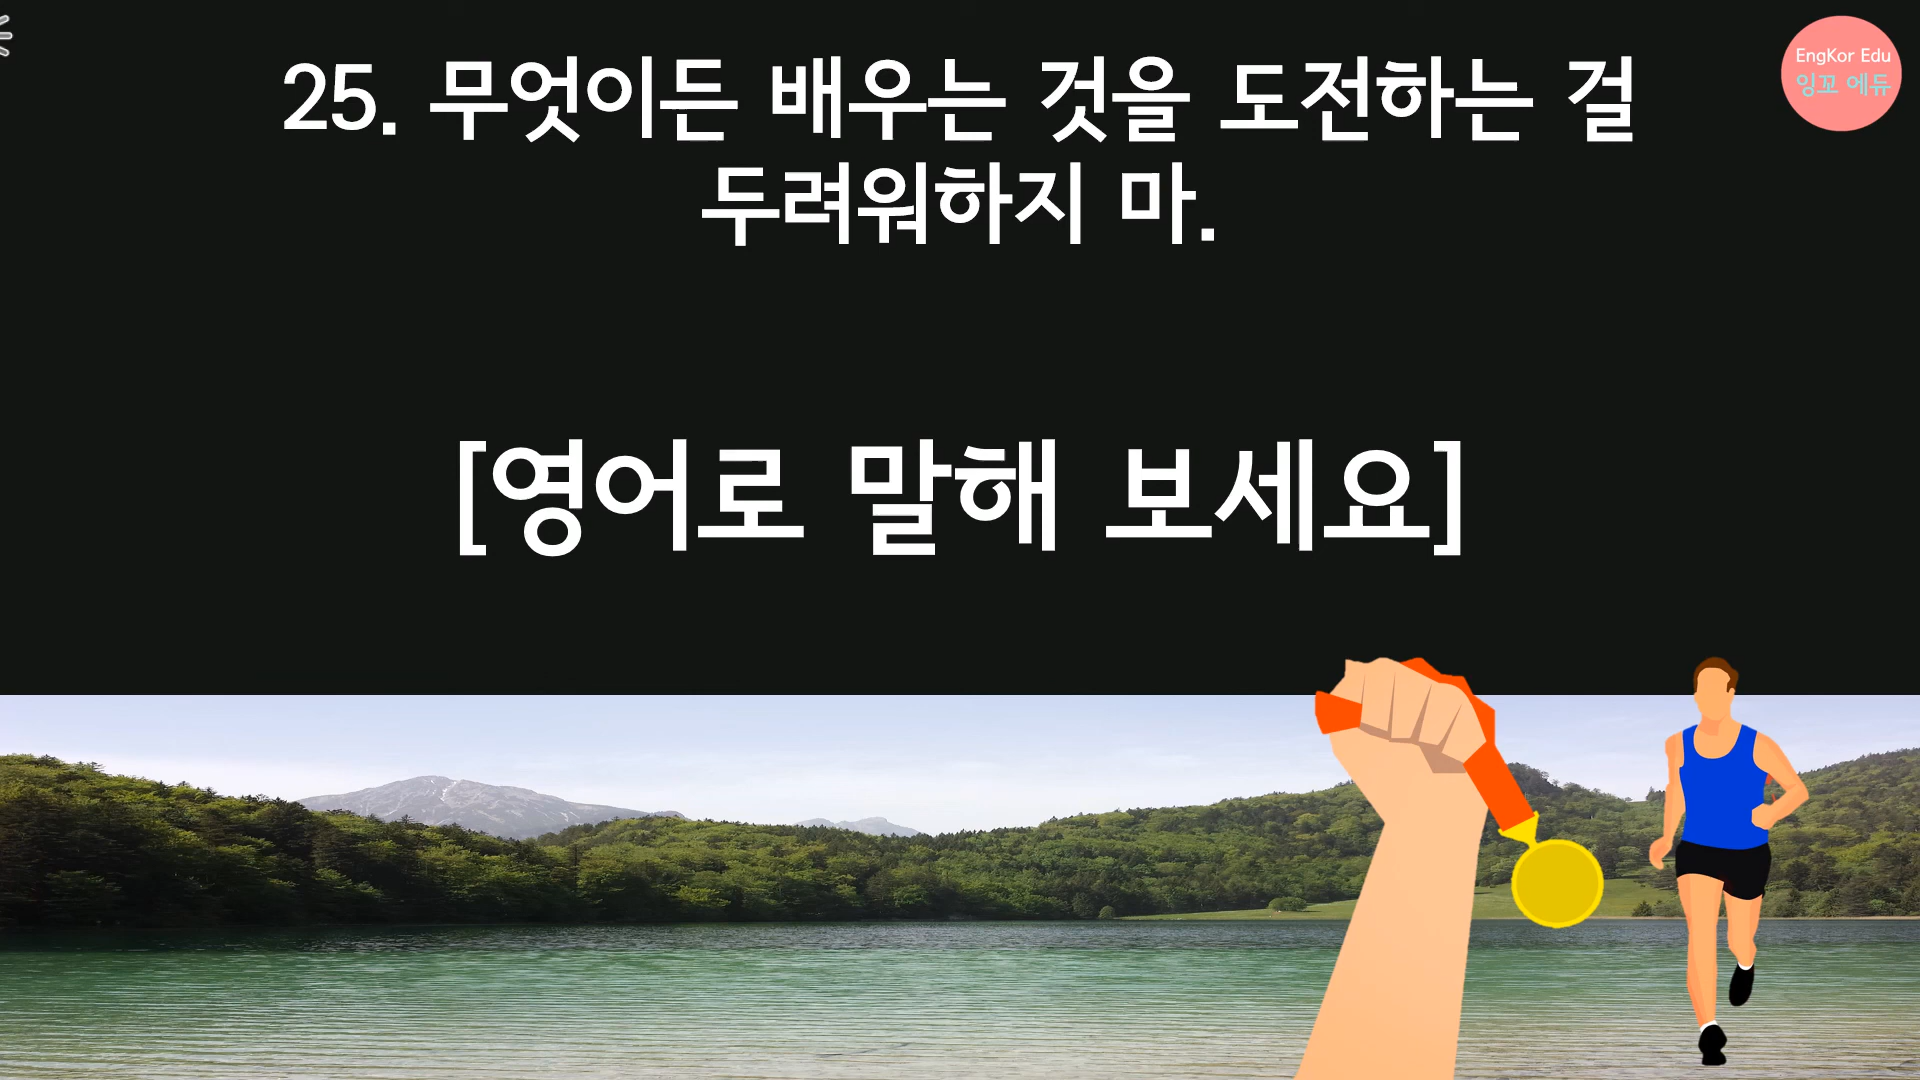 25. 무엇이든 배우는 것을 도전하는 걸
두려워하지 마.
[영어로 말해 보세요]
EngKor Edu
잉꼬 에듀